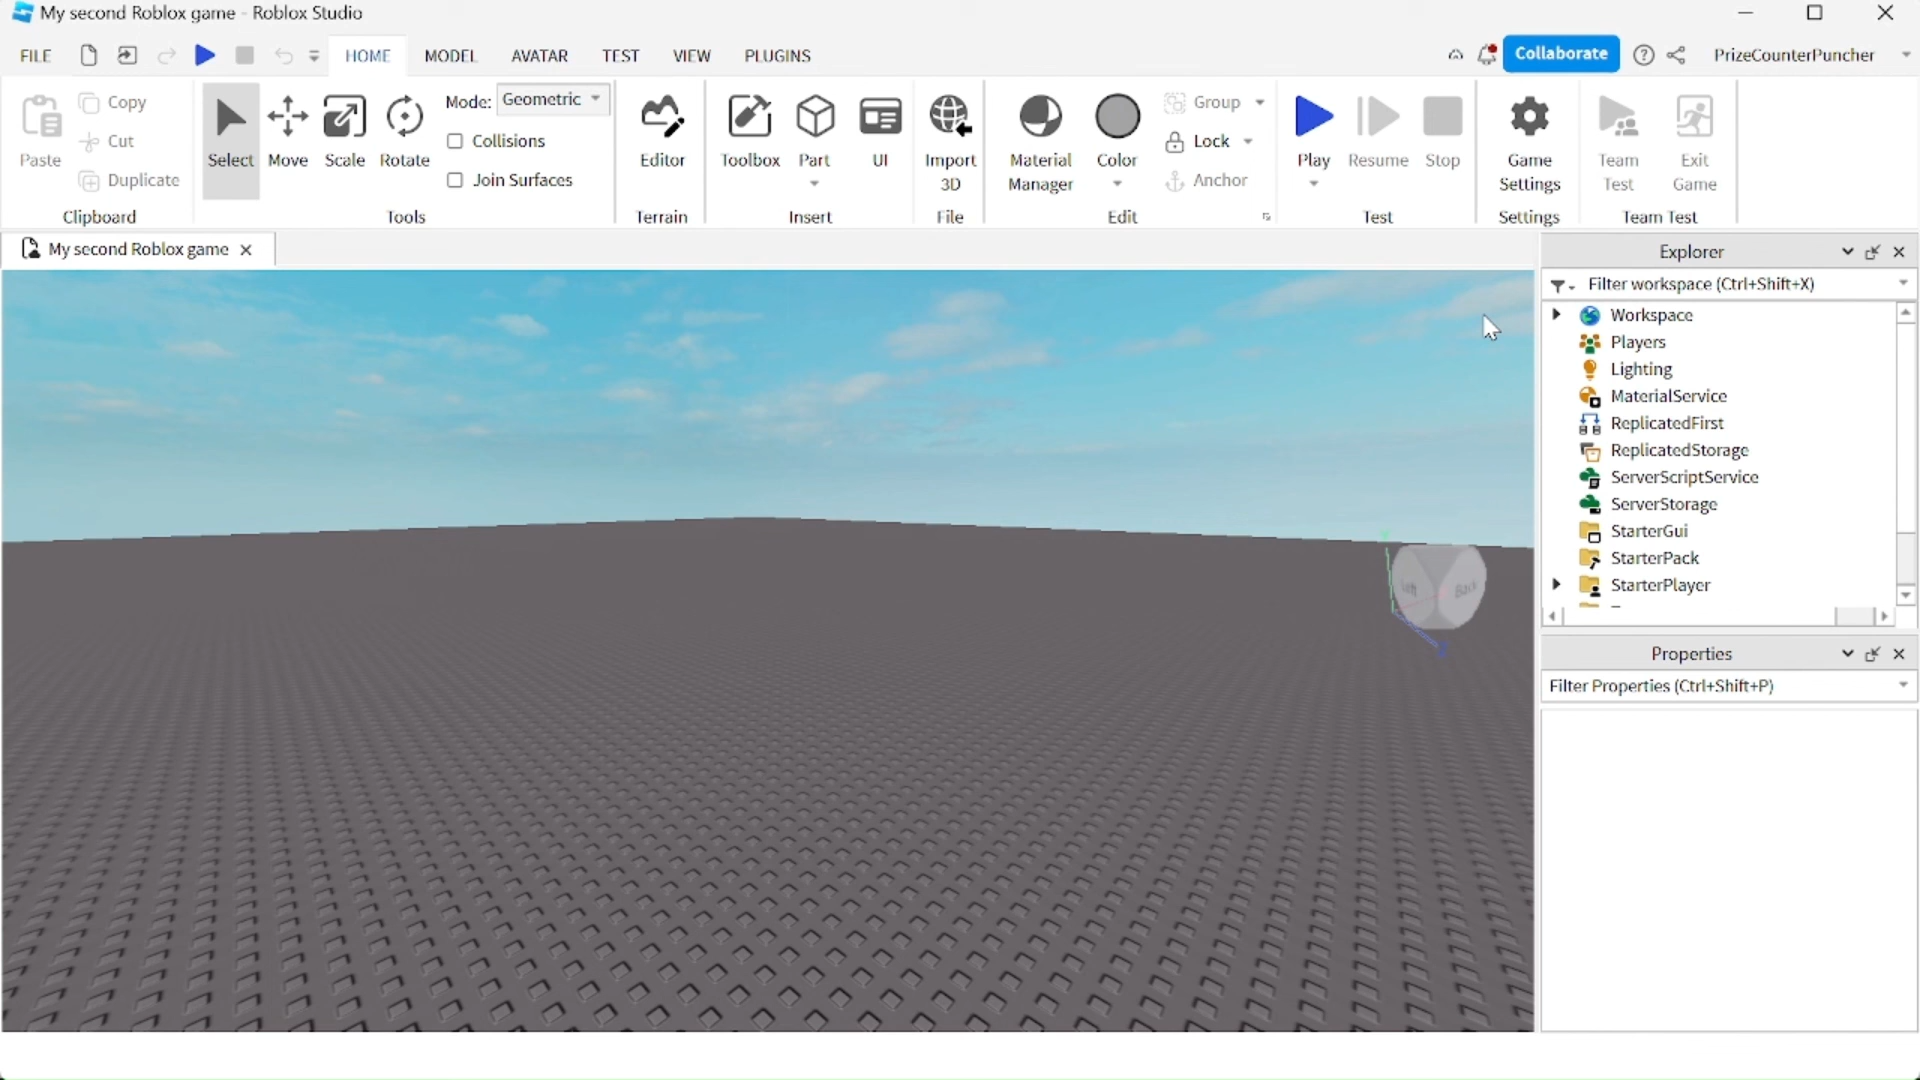 My second Roblox game - Roblox Studio
FILE HOME MODEL AVATAR TEST VIEW PLUGINS Collaborate PrizeCounterPuncher
Paste
Copy
Cut
Duplicate
Clipboard
Select Move Scale Rotate
Mode: Geometric
Collisions
Join Surfaces
Tools
Editor
Terrain
Toolbox Part UI
Insert
Import
3D
File
Material
Manager
Color
Group
Lock
Anchor
Edit
Play Resume Stop
Test
Game
Settings
Settings
Team
Test
Exit
Game
Team Test
My second Roblox game
Left Back
Explorer
Filter workspace (Ctrl+Shift+X)
Workspace
Players
Lighting
MaterialService
ReplicatedFirst
ReplicatedStorage
ServerScriptService
ServerStorage
StarterGui
StarterPack
StarterPlayer
Properties
Filter Properties (Ctrl+Shift+P)